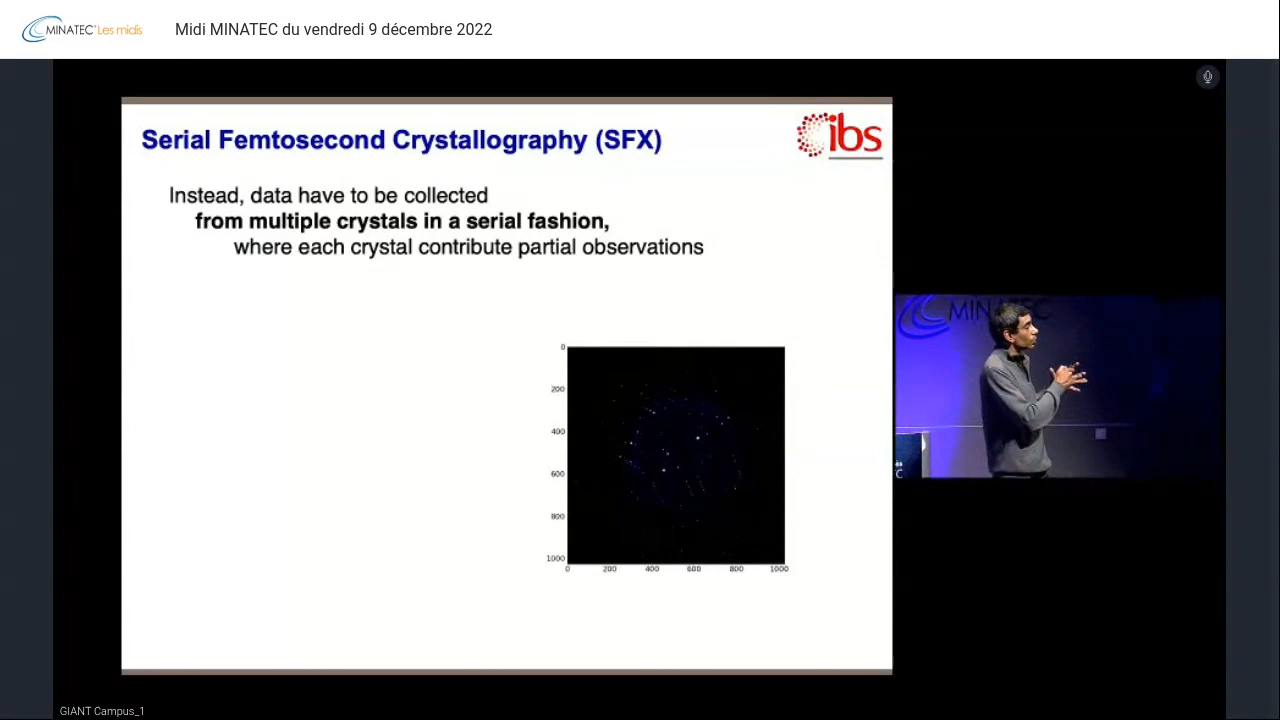 MINATEC Les midis
Midi MINATEC du vendredi 9 décembre 2022
Serial Femtosecond Crystallography (SFX)
ibs
Instead, data have to be collected
from multiple crystals in a serial fashion,
where each crystal contribute partial observations
0
200
400
600
800
1000
0 200 400 600 800 1000
MINATEC
GIANT Campus_1